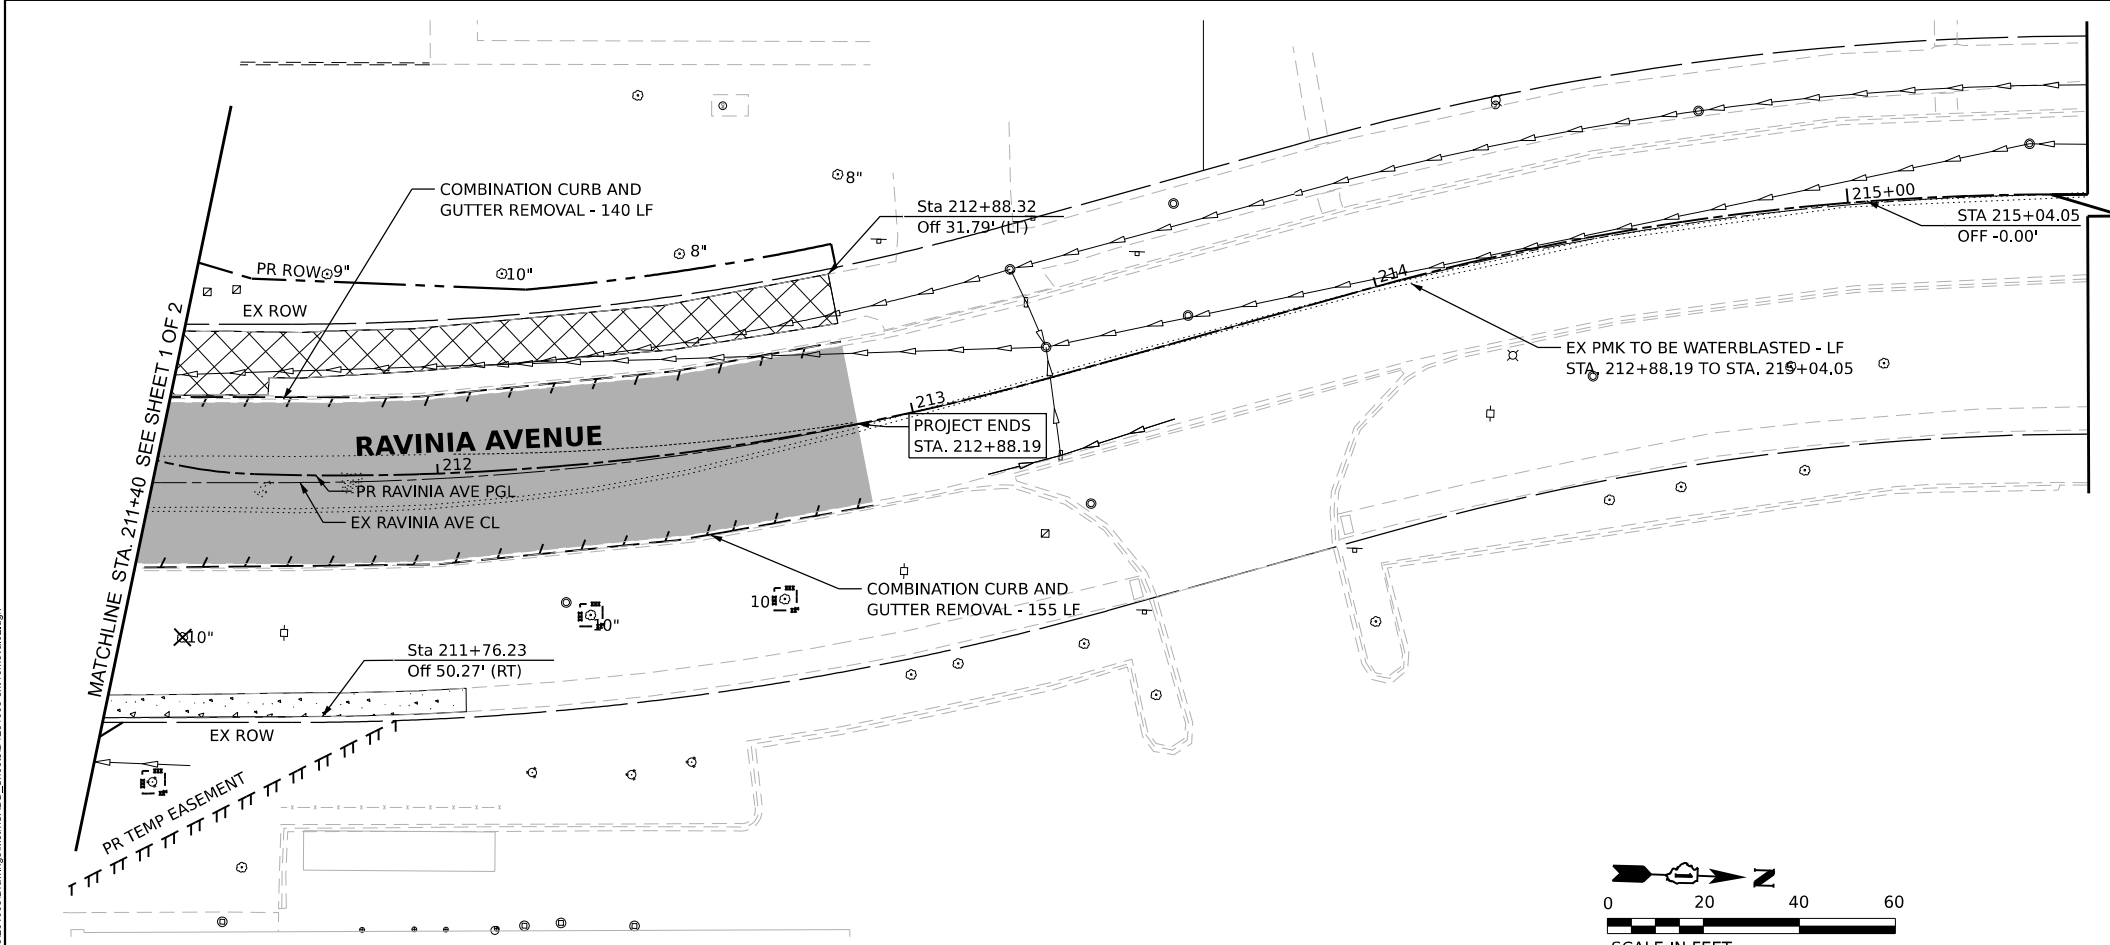 COMBINATION CURB AND
GUTTER REMOVAL - 140 LF
8"
Sta 212+88.32
Off 31.79' (LT)
215+00
STA 215+04.05
OFF -0.00'
8"
PR ROW
9"
10"
214
EX ROW
EX PMK TO BE WATERBLASTED - LF
STA. 212+88.19 TO STA. 215+04.05
213
PROJECT ENDS
STA. 212+88.19
RAVINIA AVENUE
212
PR RAVINIA AVE PGL
EX RAVINIA AVE CL
MATCHLINE STA. 211+40 SEE SHEET 1 OF 2
COMBINATION CURB AND
GUTTER REMOVAL - 155 LF
10
10"
10"
Sta 211+76.23
Off 50.27' (RT)
EX ROW
PR TEMP EASEMENT
N
0 20 40 60
SCALE IN FEET